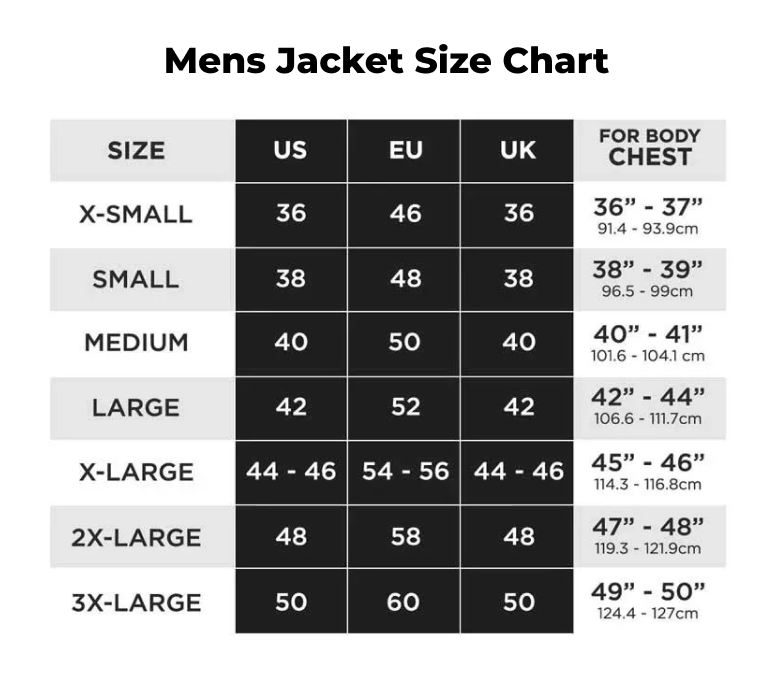 Mens Jacket Size Chart
SIZE US EU UK FOR BODY CHEST
X-SMALL 36 46 36 36” - 37”
91.4 - 93.9cm
SMALL 38 48 38 38” - 39”
96.5 - 99cm
MEDIUM 40 50 40 40” - 41”
101.6 - 104.1 cm
LARGE 42 52 42 42” - 44”
106.6 - 111.7cm
X-LARGE 44 - 46 54 - 56 44 - 46 45” - 46”
114.3 - 116.8cm
2X-LARGE 48 58 48 47” - 48”
119.3 - 121.9cm
3X-LARGE 50 60 50 49” - 50”
124.4 - 127cm